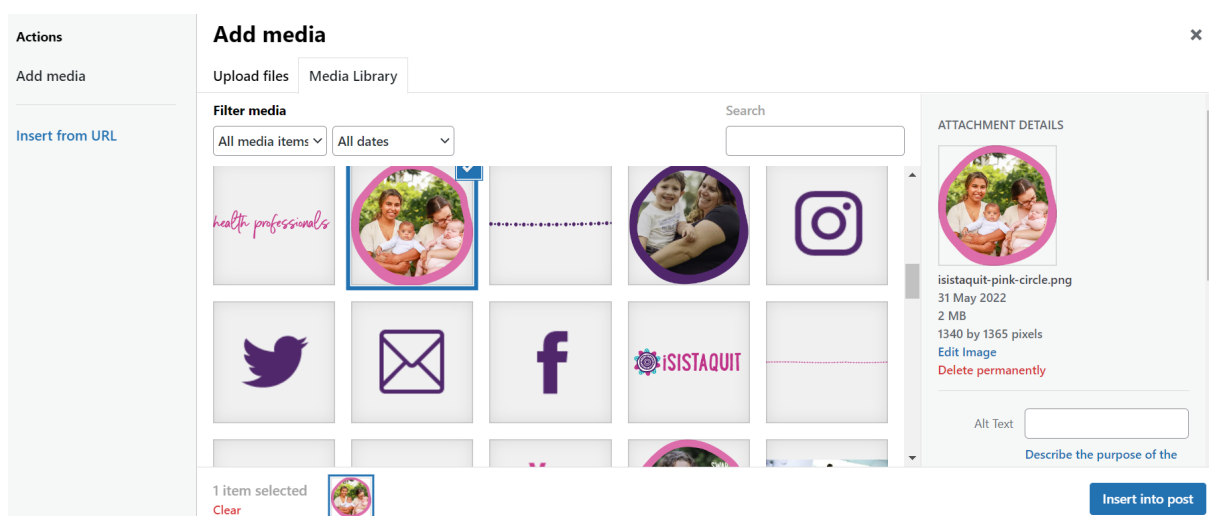 Actions
Add media
Insert from URL
Add media
Upload files
Media Library
Filter media
All media items
All dates
Search
health professionals
iSISTAQUIT
ATTACHMENT DETAILS
isistaquit-pink-circle.png
31 May 2022
2 MB
1340 by 1365 pixels
Edit Image
Delete permanently
Alt Text
Describe the purpose of the
1 item selected
Clear
Insert into post